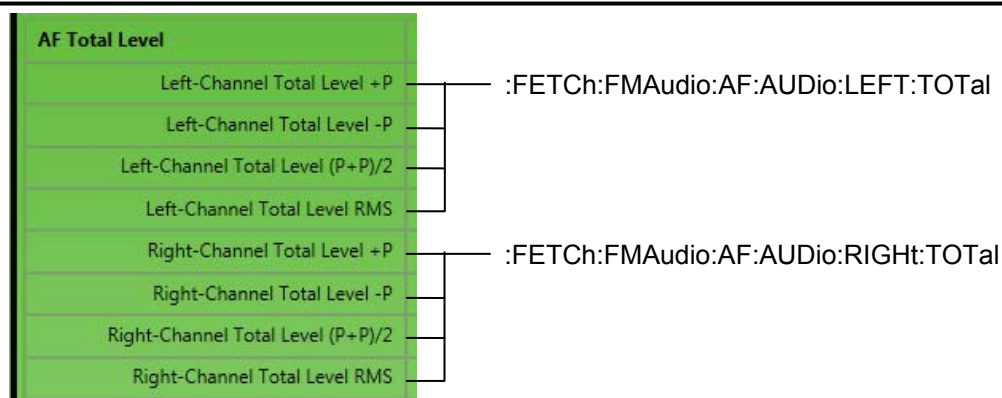 AF Total Level
Left-Channel Total Level +P
:FETCh:FMAudio:AF:AUDio:LEFT:TOTal
Left-Channel Total Level -P
Left-Channel Total Level (P+P)/2
Left-Channel Total Level RMS
Right-Channel Total Level +P
:FETCh:FMAudio:AF:AUDio:RIGHt:TOTal
Right-Channel Total Level -P
Right-Channel Total Level (P+P)/2
Right-Channel Total Level RMS